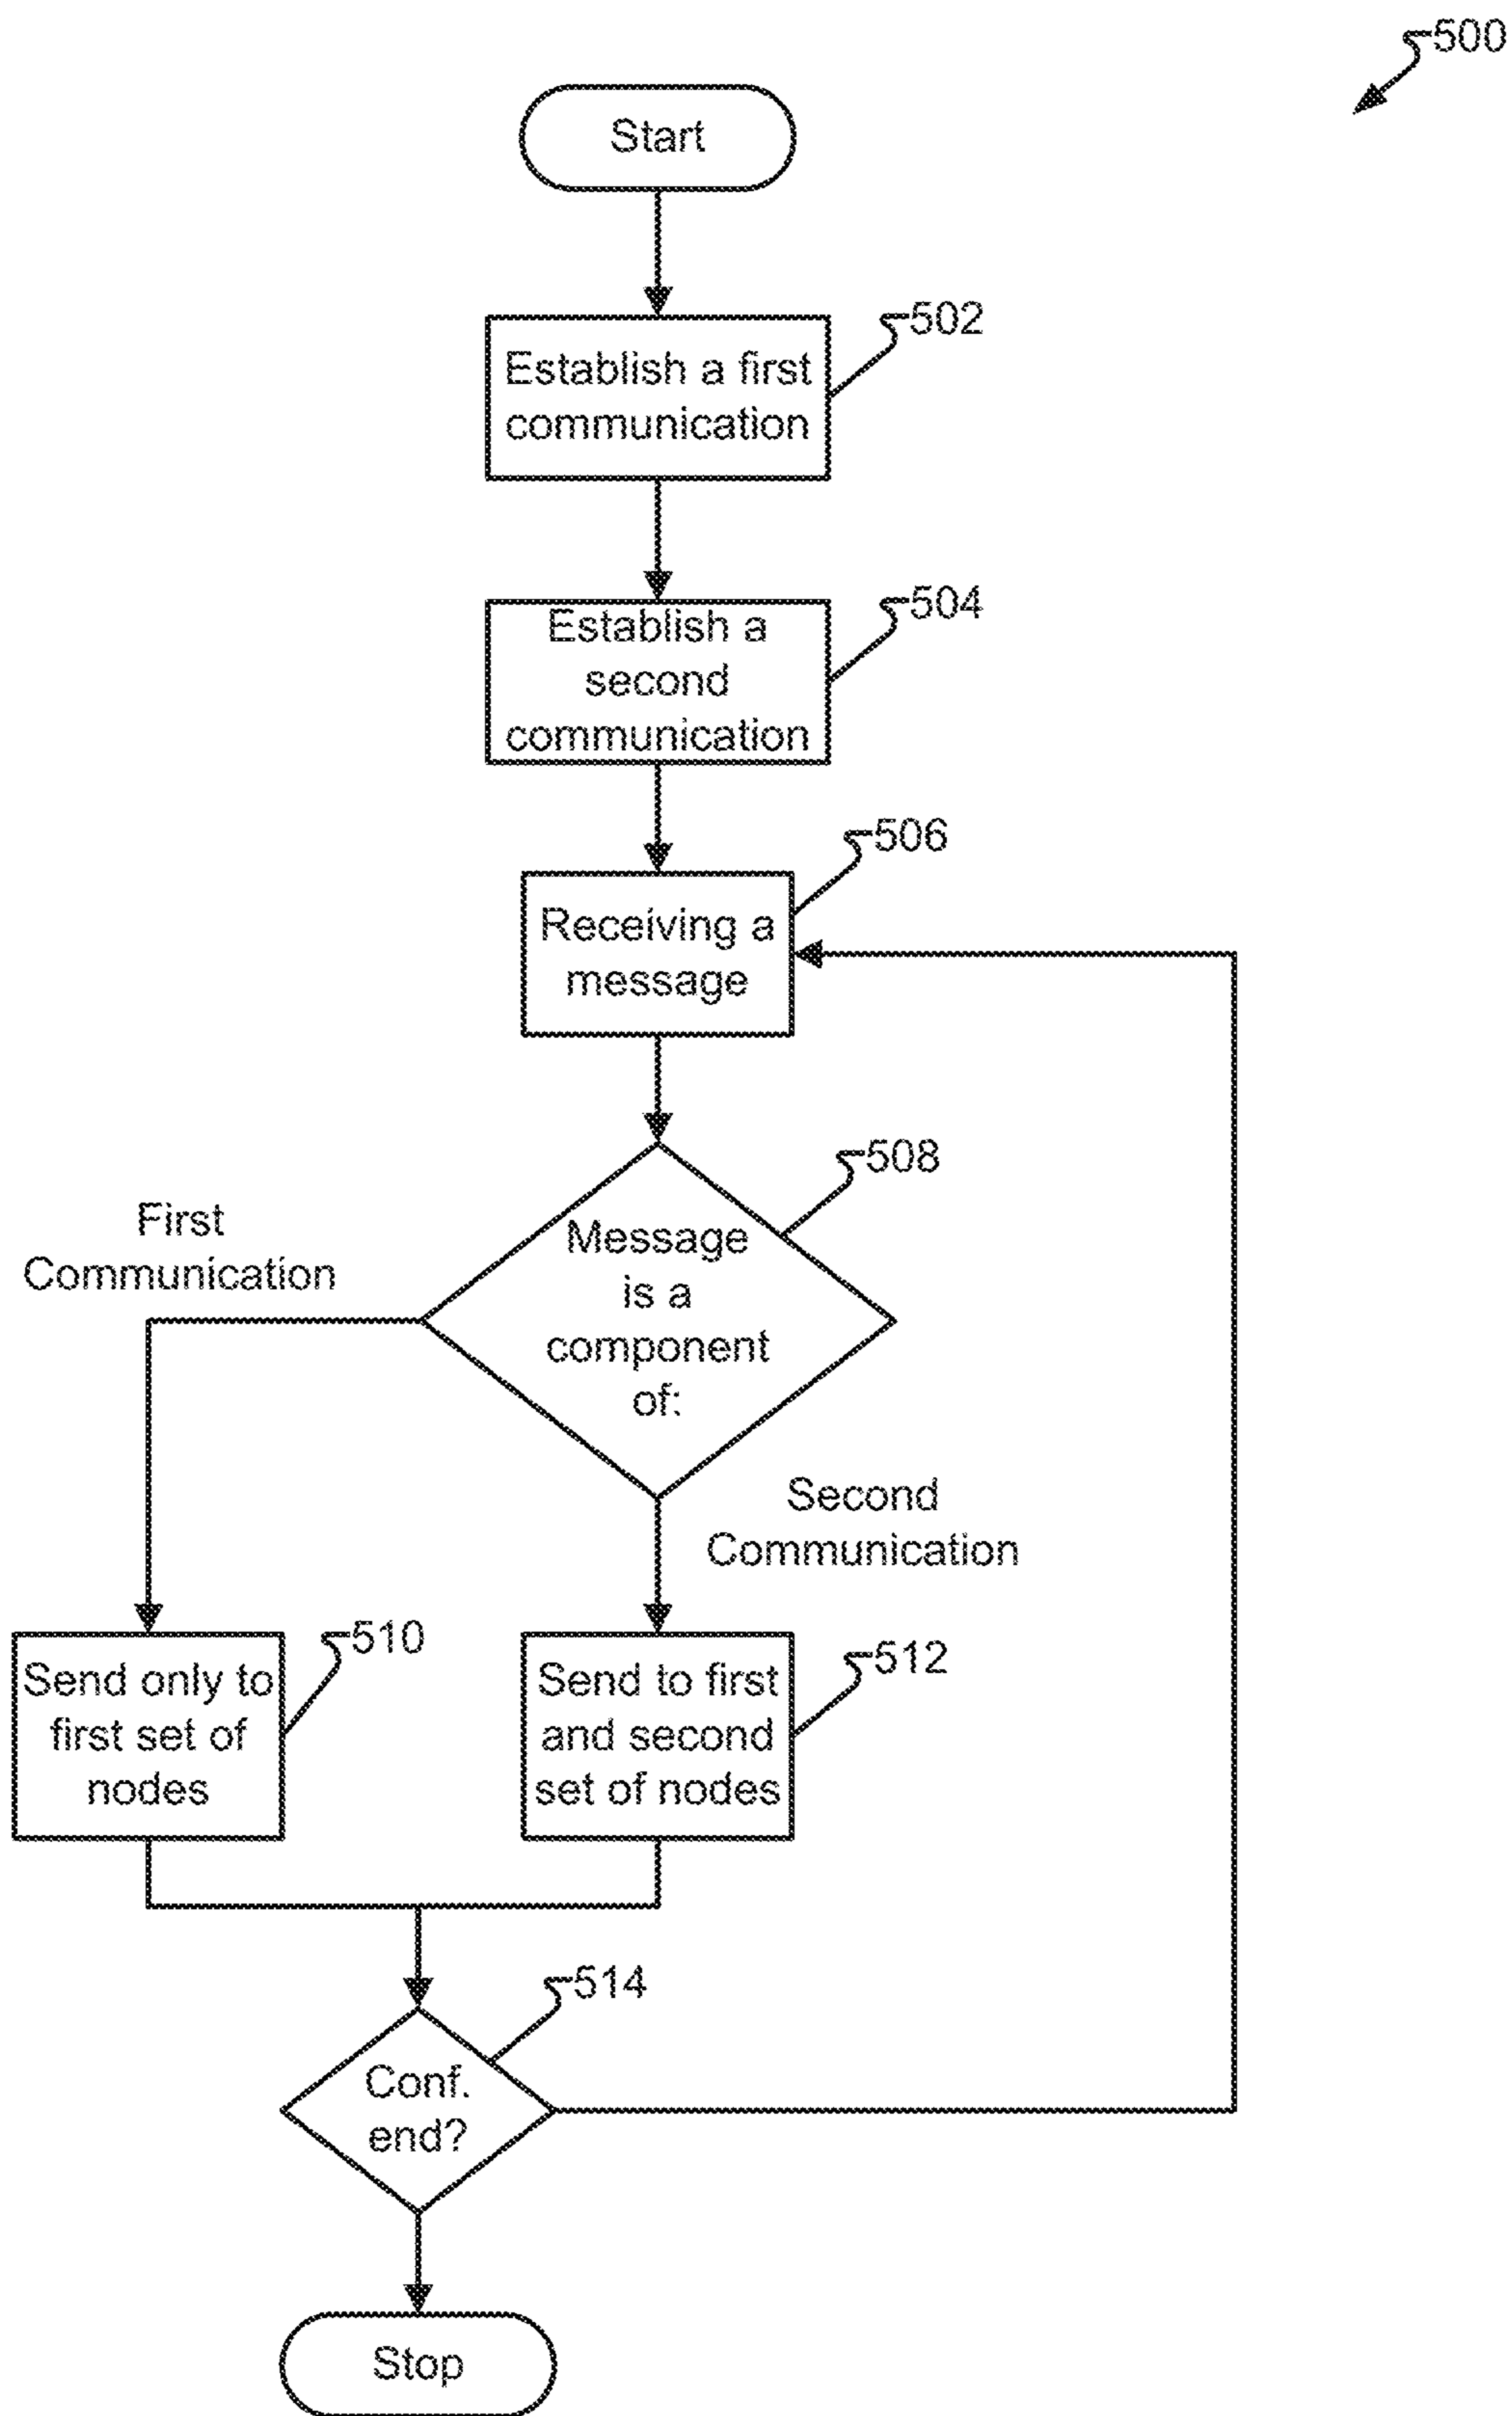 500
Start
502
Establish a first
communication
504
Establish a
second
communication
506
Receiving a
message
508
Message
is a
component
of:
First
Communication
Second
Communication
510
Send only to
first set of
nodes
512
Send to first
and second
set of nodes
514
Conf.
end?
Stop